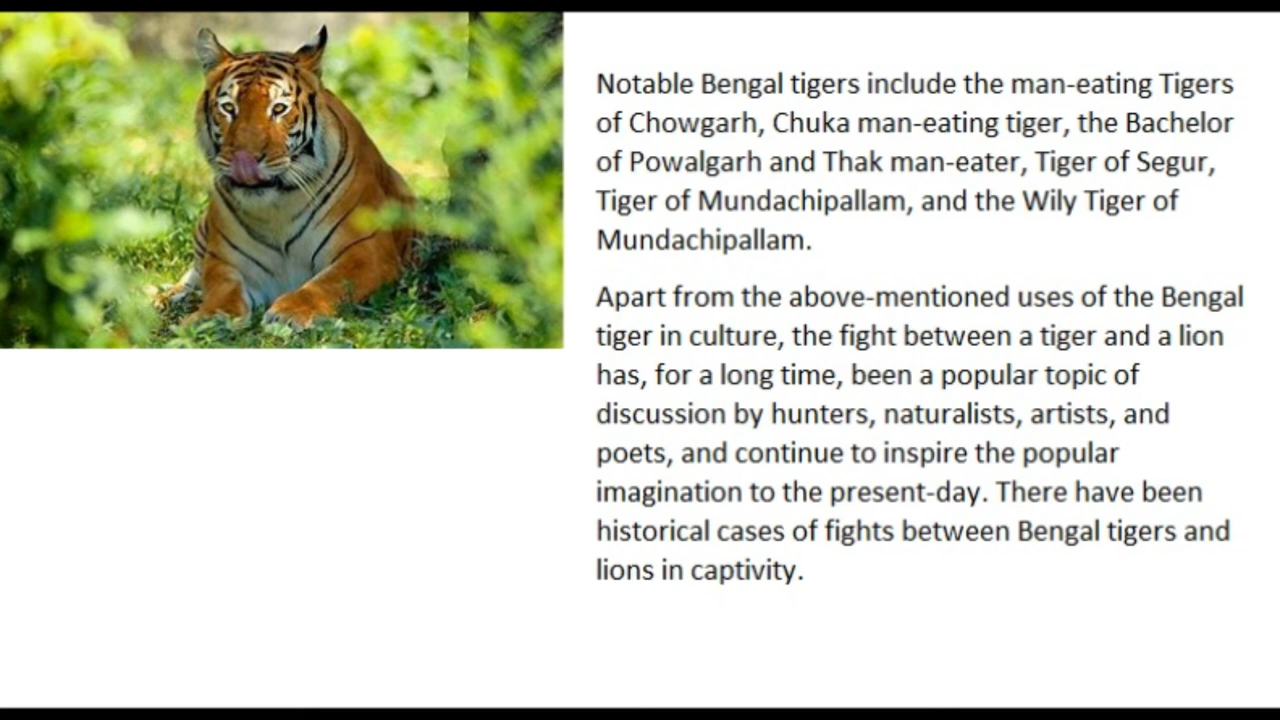 Notable Bengal tigers include the man-eating Tigers
of Chowgarh, Chuka man-eating tiger, the Bachelor
of Powalgarh and Thak man-eater, Tiger of Segur,
Tiger of Mundachipallam, and the Wily Tiger of
Mundachipallam.
Apart from the above-mentioned uses of the Bengal
tiger in culture, the fight between a tiger and a lion
has, for a long time, been a popular topic of
discussion by hunters, naturalists, artists, and
poets, and continue to inspire the popular
imagination to the present-day. There have been
historical cases of fights between Bengal tigers and
lions in captivity.